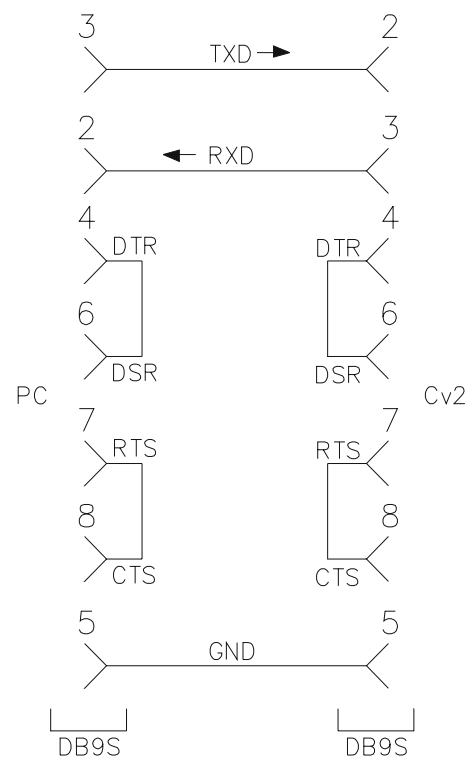 3 2
TXD
2 3
RXD
4 4
DTR DTR
6 6
DSR DSR
PC Cv2
7 7
RTS RTS
8 8
CTS CTS
5 5
GND
DB9S DB9S